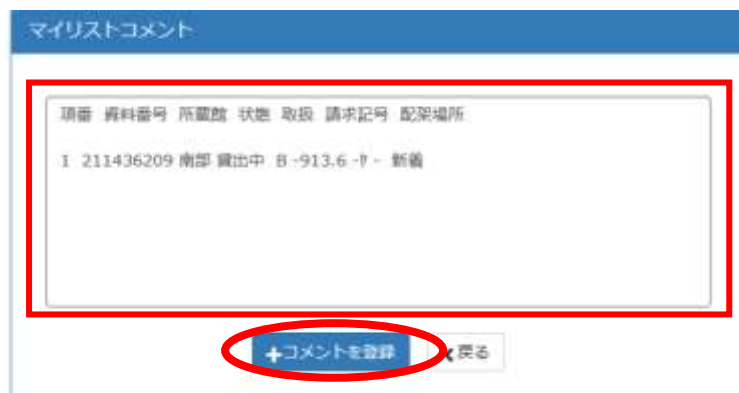 マイリストコメント
項番 資料番号 所蔵館 状態 取扱 請求記号 配架場所
1 211436209 南部 貸出中 B -913.6 -ｻ - 新着
+コメントを登録
戻る